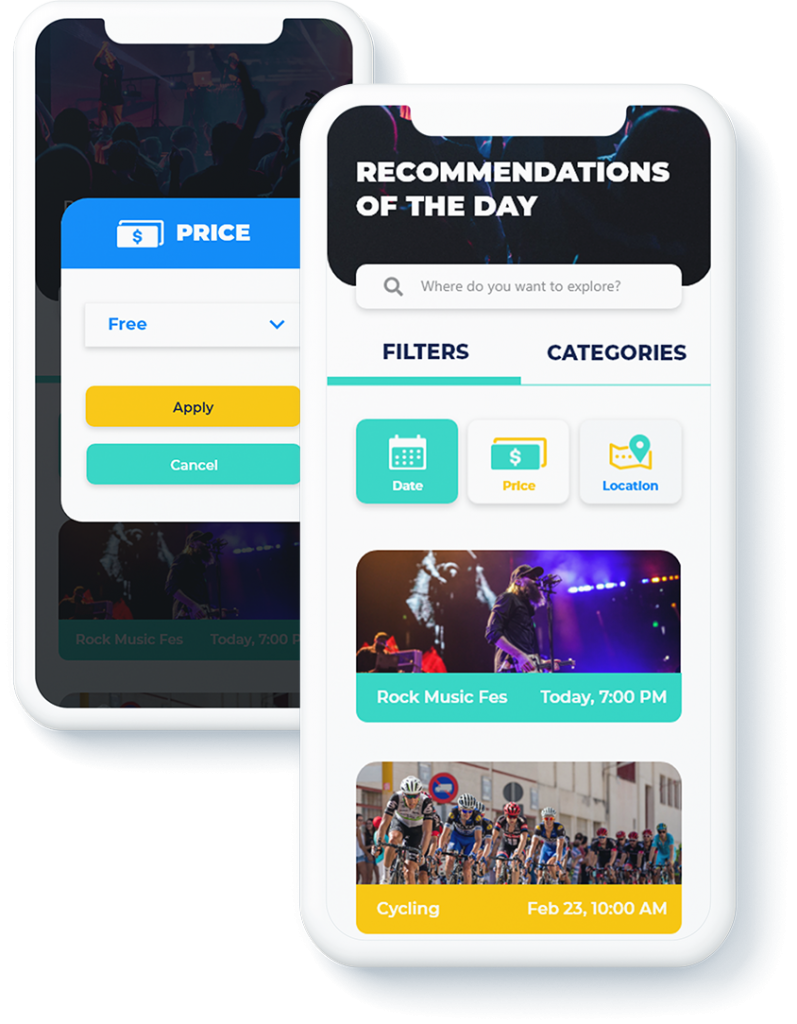 $ PRICE
Free
Apply
Cancel
Rock Music Fes Today, 7:00 P
RECOMMENDATIONS
OF THE DAY
Where do you want to explore?
FILTERS CATEGORIES
$
Date Price Location
Rock Music Fes Today, 7:00 PM
Cycling Feb 23, 10:00 AM